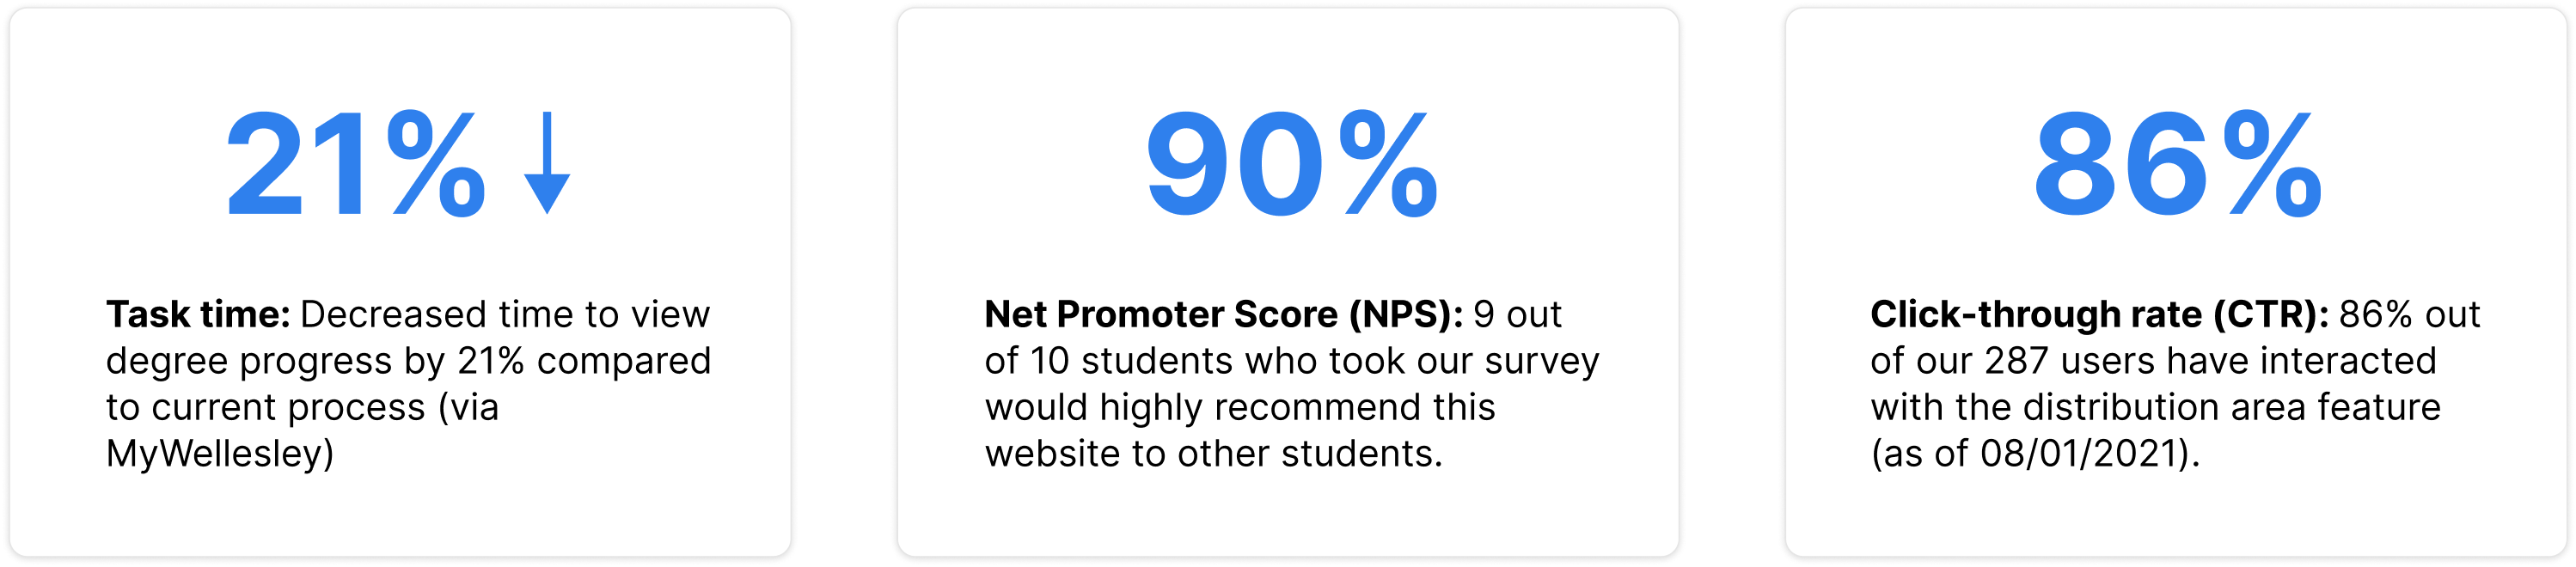 21% ↓
Task time: Decreased time to view
degree progress by 21% compared
to current process (via
MyWellesley)
90%
Net Promoter Score (NPS): 9 out
of 10 students who took our survey
would highly recommend this
website to other students.
86%
Click-through rate (CTR): 86% out
of our 287 users have interacted
with the distribution area feature
(as of 08/01/2021).